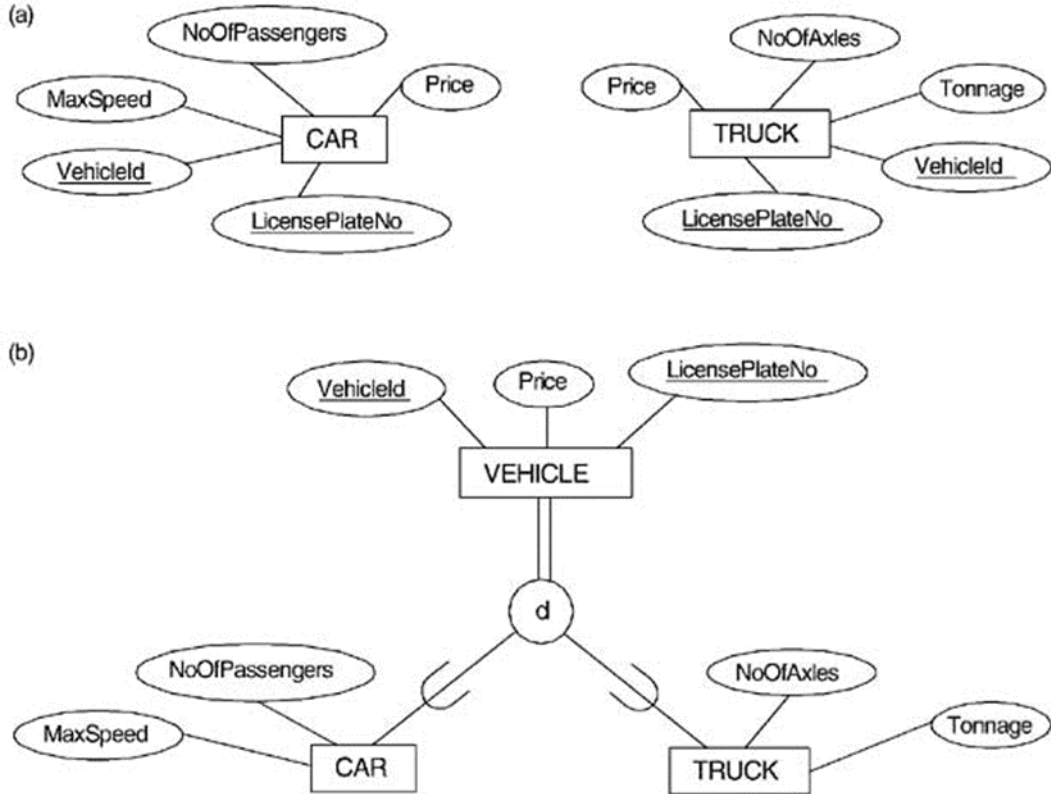 (a)
NoOfPassengers
NoOfAxles
MaxSpeed
Price
Price
Tonnage
CAR
TRUCK
VehicleId
VehicleId
LicensePlateNo
LicensePlateNo
(b)
VehicleId
Price
LicensePlateNo
VEHICLE
d
NoOfPassengers
NoOfAxles
MaxSpeed
Tonnage
CAR
TRUCK